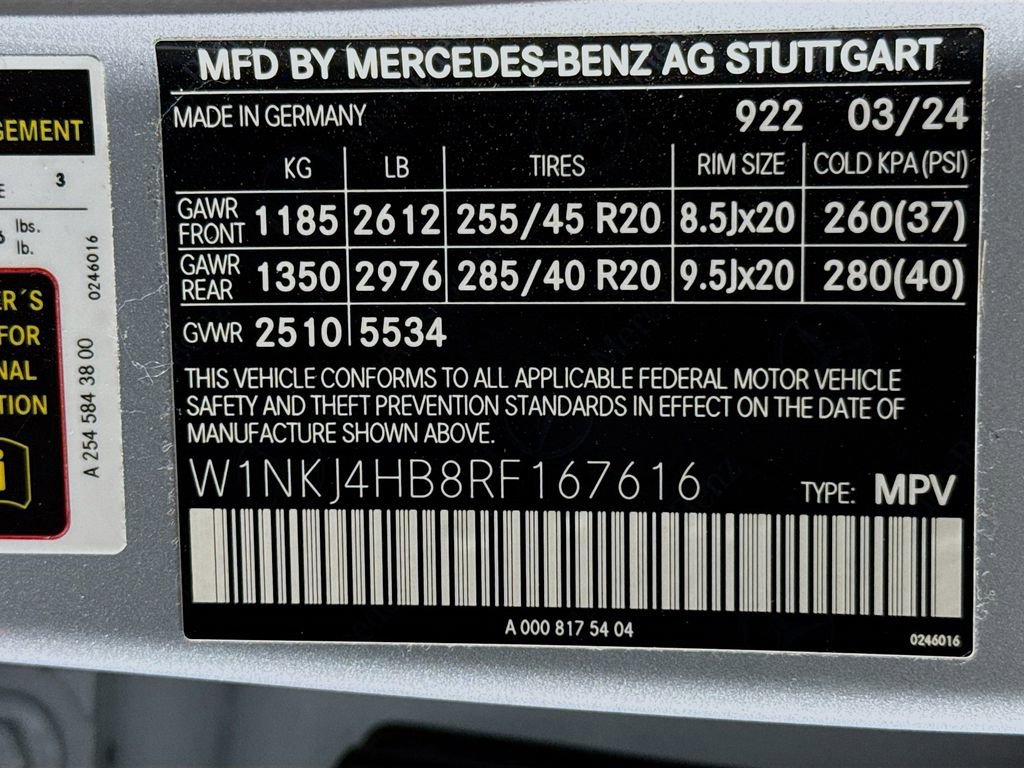 MFD BY MERCEDES-BENZ AG STUTTGART
MADE IN GERMANY 922 03/24
KG LB TIRES RIM SIZE COLD KPA(PSI)
GAWR FRONT 1185 2612 255/45 R20 8.5Jx20 260(37)
GAWR REAR 1350 2976 285/40 R20 9.5Jx20 280(40)
GVWR 2510 5534
THIS VEHICLE CONFORMS TO ALL APPLICABLE FEDERAL MOTOR VEHICLE
SAFETY AND THEFT PREVENTION STANDARDS IN EFFECT ON THE DATE OF
MANUFACTURE SHOWN ABOVE.
W1NKJ4HB8RF167616 TYPE: MPV
A 000 817 54 04
0246016
GEMENT
3
lbs.
lb.
0246016
ER´S
FOR
NAL
TION
A 254 584 38 00